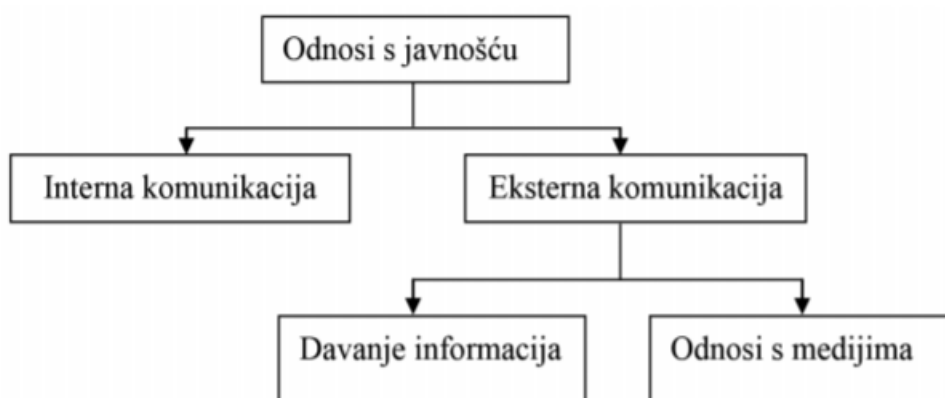 Odnosi s javnošću
Interna komunikacija
Eksterna komunikacija
Davanje informacija
Odnosi s medijima